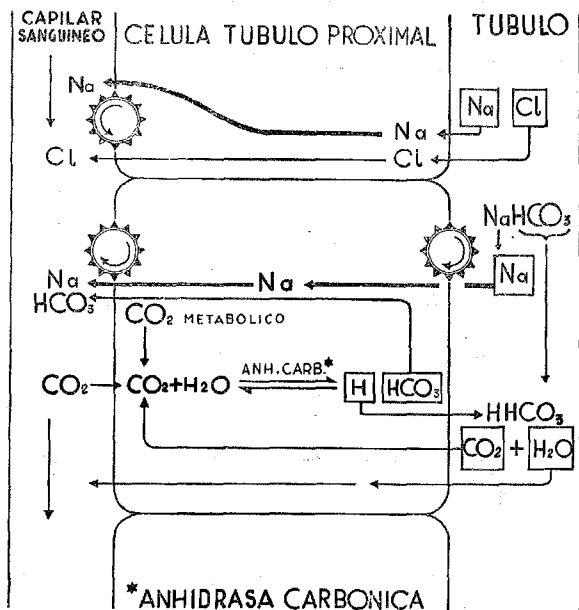 CAPILAR
SANGUINEO
CELULA TUBULO PROXIMAL
TUBULO
Na
Na
Na Cl
Cl
Cl
NaHCO₃
Na
Na
Na
HCO₃
CO₂ METABOLICO
CO₂
CO₂+H₂O
ANH.CARB.*
H HCO₃
HHCO₃
CO₂ + H₂O
*ANHIDRASA CARBONICA